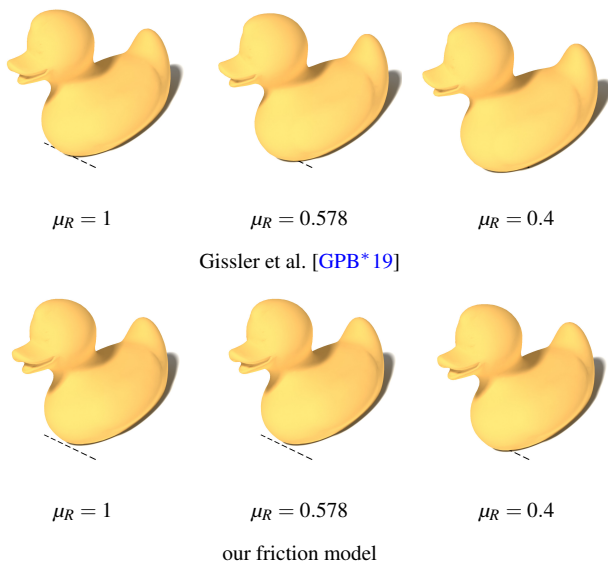 μR = 1 μR = 0.578 μR = 0.4
Gissler et al. [GPB*19]
μR = 1 μR = 0.578 μR = 0.4
our friction model